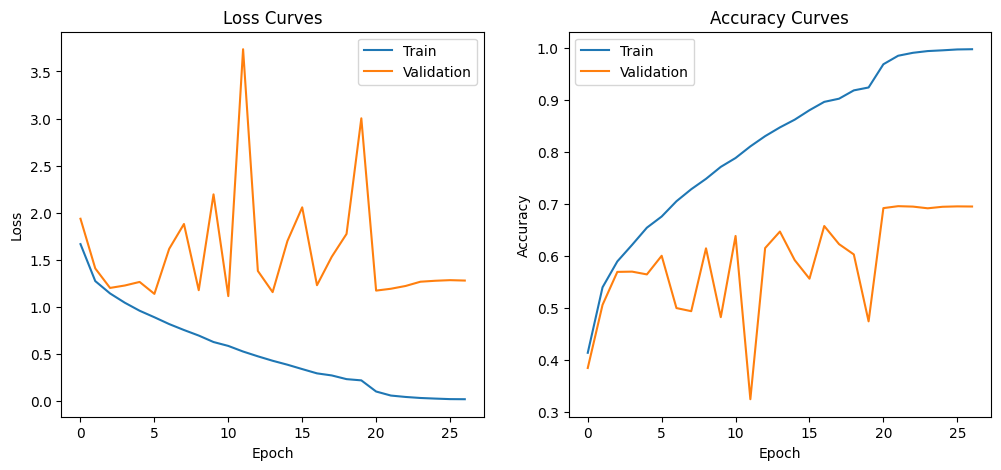 Loss Curves
Train
Validation
3.5
3.0
2.5
2.0
1.5
1.0
0.5
0.0
Loss
0 5 10 15 20 25
Epoch
Accuracy Curves
Train
Validation
1.0
0.9
0.8
0.7
0.6
0.5
0.4
0.3
Accuracy
0 5 10 15 20 25
Epoch